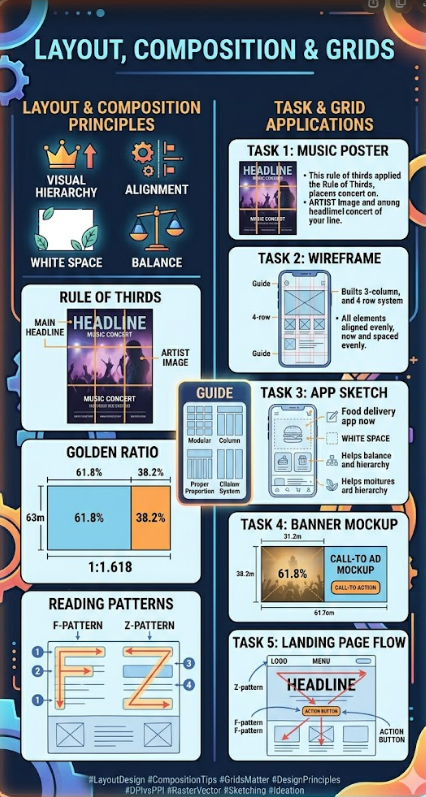 LAYOUT, COMPOSITION & GRIDS
LAYOUT & COMPOSITION
PRINCIPLES
VISUAL
HIERARCHY
ALIGNMENT
WHITE SPACE
BALANCE
RULE OF THIRDS
MAIN
HEADLINE
HEADLINE
MUSIC CONCERT
ARTIST
IMAGE
MUSIC CONCERT
GOLDEN RATIO
61.8%
38.2%
63m
61.8%
38.2%
1:1.618
READING PATTERNS
F-PATTERN
Z-PATTERN
1
2
1
3
4
GUIDE
Modular
Column
Proper
Proportion
Cllalow
System
TASK & GRID
APPLICATIONS
TASK 1: MUSIC POSTER
HEADLINE
MUSIC CONCERT
• This rule of thirds applied
the Rule of Thirds,
placens concert on.
• ARTIST Image and among
headlimel concert of
your line.
TASK 2: WIREFRAME
Guide
4-row
Guide
• Builts 3-column,
and 4 row system
• All elements
aligned evenly,
now and spaced
evenly.
TASK 3: APP SKETCH
Food delivery
app now
WHITE SPACE
Helps balance
and hierarchy
Helps moitures
ard hierarchy
TASK 4: BANNER MOCKUP
31.2m
38.2m
61.8%
CALL-TO AD
MOCKUP
CALL-TO ACTION
61.7om
TASK 5: LANDING PAGE FLOW
LOGO
MENU
Z-pattern
HEADLINE
ACTION BUTTON
F-pattern
F-pattern
ACTION
BUTTON
#LayoutDesign #CompositionTips #GridsMatter #DesignPrinciples
#DPIvsPPI #RasterVector #Sketching #Ideation